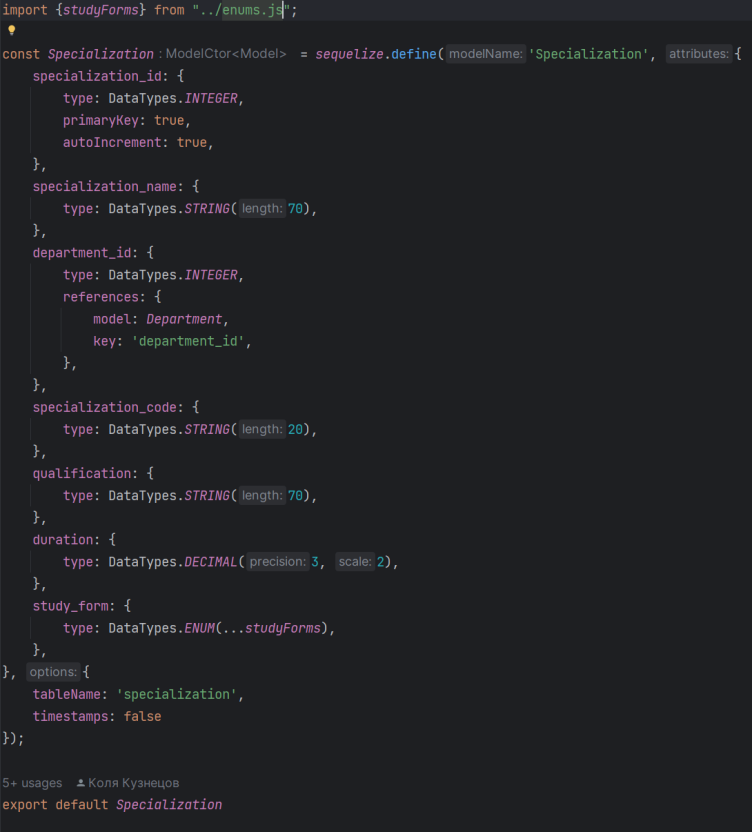 import {studyForms} from "../enums.js";
const Specialization : ModelCtor<Model> = sequelize.define( modelName: 'Specialization', attributes: {
    specialization_id: {
        type: DataTypes.INTEGER,
        primaryKey: true,
        autoIncrement: true,
    },
    specialization_name: {
        type: DataTypes.STRING( length: 70),
    },
    department_id: {
        type: DataTypes.INTEGER,
        references: {
            model: Department,
            key: 'department_id',
        },
    },
    specialization_code: {
        type: DataTypes.STRING( length: 20),
    },
    qualification: {
        type: DataTypes.STRING( length: 70),
    },
    duration: {
        type: DataTypes.DECIMAL( precision: 3, scale: 2),
    },
    study_form: {
        type: DataTypes.ENUM(...studyForms),
    },
}, options: {
    tableName: 'specialization',
    timestamps: false
});
5+ usages Коля Кузнецов
export default Specialization